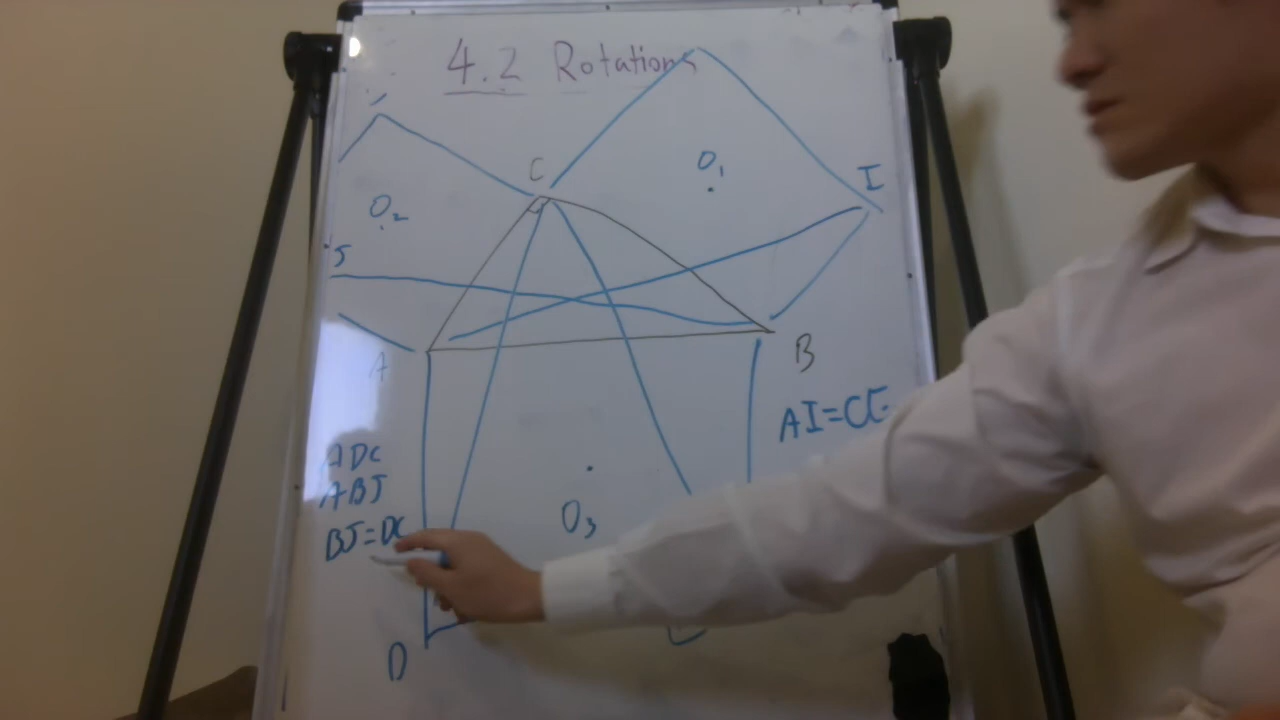 4.2 Rotations
C
O₁
I
O₂
J
A
B
AI=CE
ADC
ABJ
BJ=DC
O₃
D